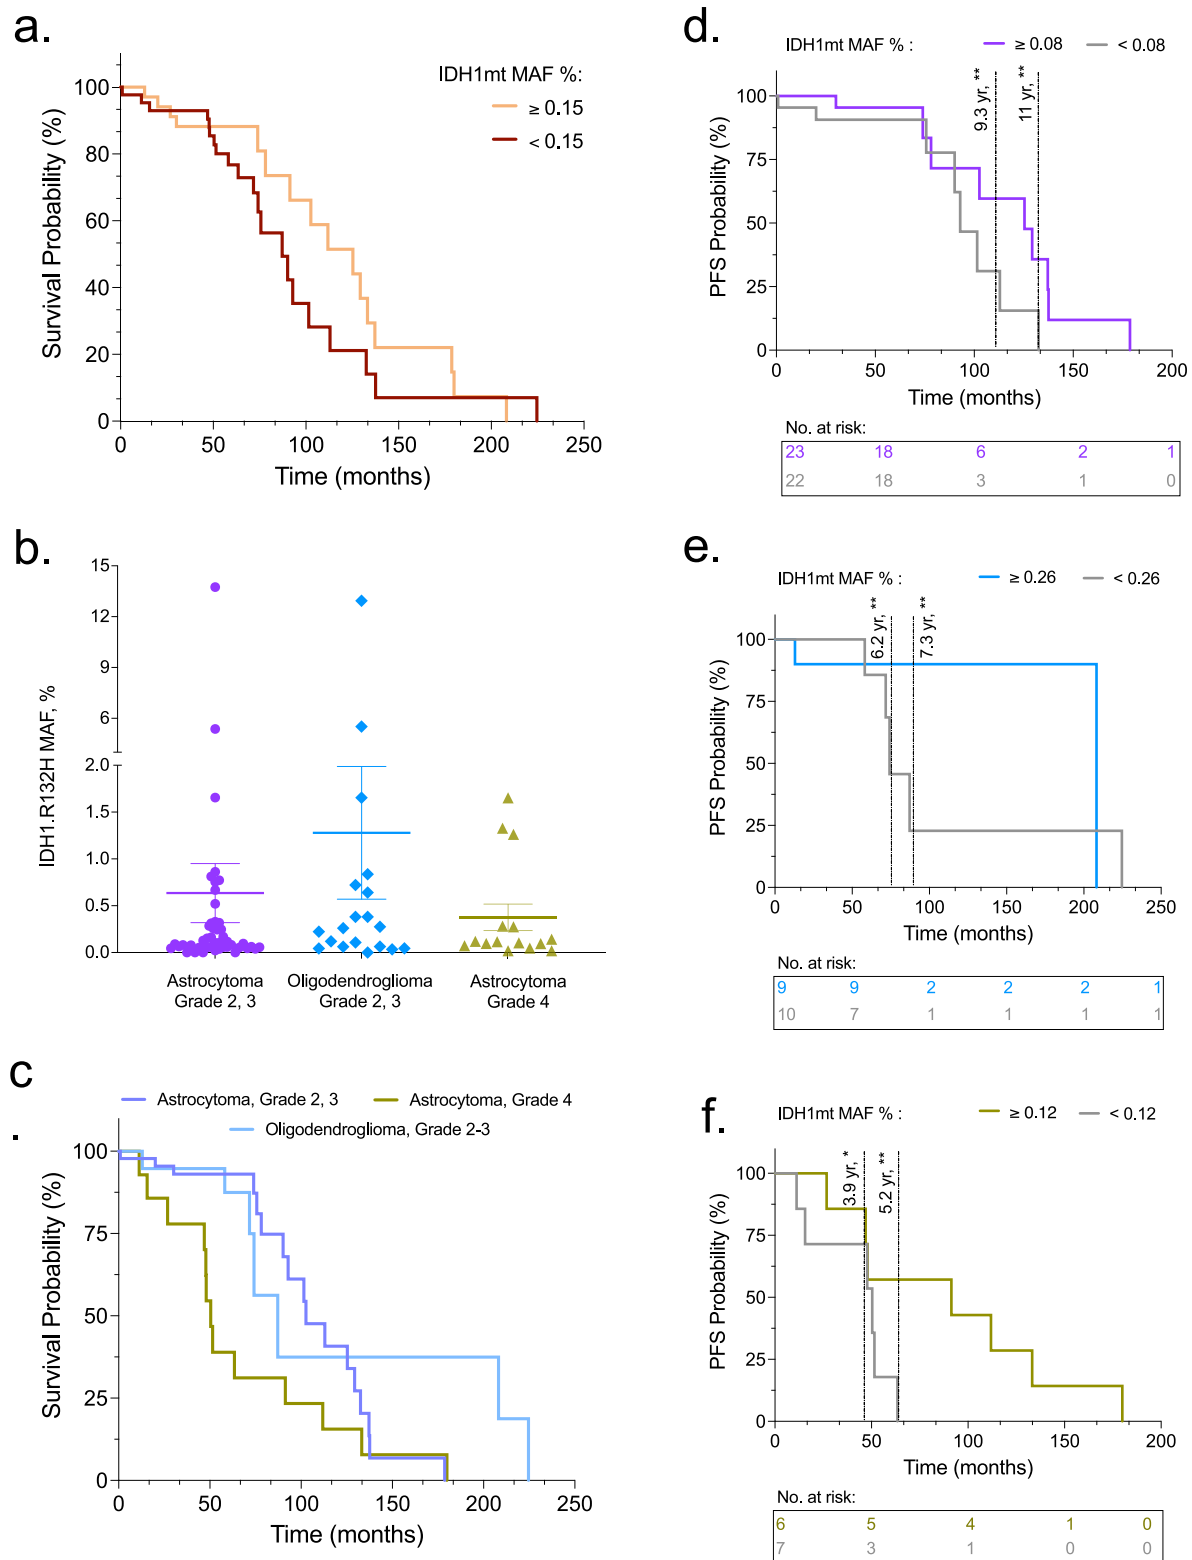 a.
IDH1mt MAF %:
≥ 0.15
< 0.15
Survival Probability (%)
100
80
60
40
20
0
0 50 100 150 200 250
Time (months)
b.
IDH1.R132H MAF, %
15
12
9
6
2.0
1.5
1.0
0.5
0.0
Astrocytoma Oligodendroglioma Astrocytoma
Grade 2, 3 Grade 2, 3 Grade 4
c
.
Astrocytoma, Grade 2, 3 Astrocytoma, Grade 4
Oligodendroglioma, Grade 2-3
Survival Probability (%)
100
75
50
25
0
0 50 100 150 200 250
Time (months)
d.
IDH1mt MAF % : ≥ 0.08 < 0.08
9.3 yr, **
11 yr, **
PFS Probability (%)
100
75
50
25
0
0 50 100 150 200
Time (months)
No. at risk:
23 18 6 2 1
22 18 3 1 0
e.
IDH1mt MAF % : ≥ 0.26 < 0.26
6.2 yr, **
7.3 yr, **
PFS Probability (%)
100
75
50
25
0
0 50 100 150 200 250
Time (months)
No. at risk:
9 9 2 2 2 1
10 7 1 1 1 1
f.
IDH1mt MAF % : ≥ 0.12 < 0.12
3.9 yr, *
5.2 yr, **
PFS Probability (%)
100
75
50
25
0
0 50 100 150 200
Time (months)
No. at risk:
6 5 4 1 0
7 3 1 0 0